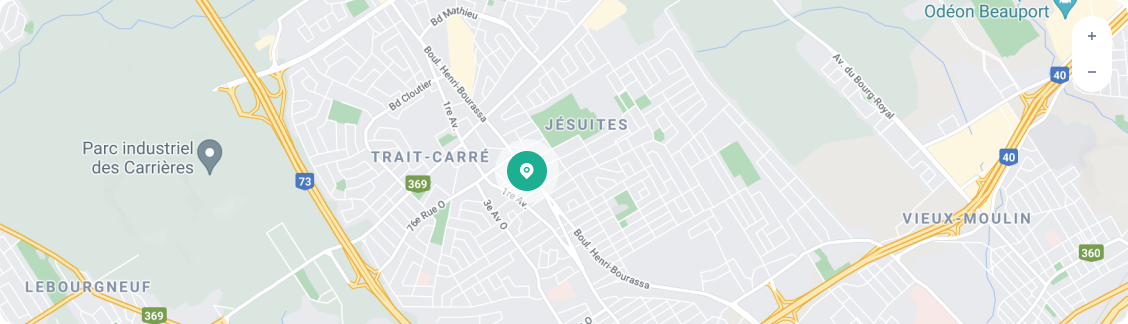 Odéon Beauport
Bd Mathieu
Boul. Henri-Bourassa
Av. du Bourg-Royal
40
Bd Cloutier
1re Av.
JÉSUITES
Parc industriel
des Carrières
TRAIT-CARRÉ
40
73
369
1re Av.
76e Rue O
3e Av O
VIEUX-MOULIN
Boul. Henri-Bourassa
360
LEBOURGNEUF
369